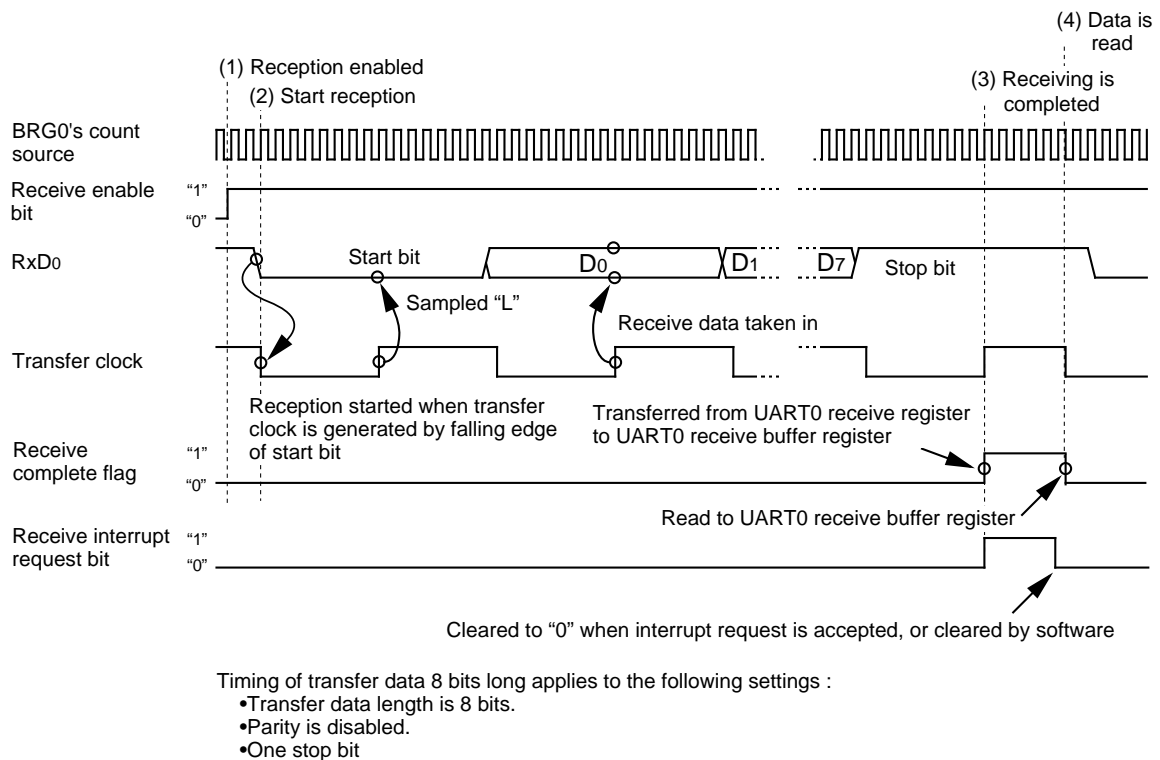 (4) Data is
read
(1) Reception enabled
(3) Receiving is
completed
(2) Start reception
BRG0's count
source
Receive enable
bit
“1”
“0”
RxD0
Start bit
D0
D1
D7
Stop bit
Sampled “L”
Receive data taken in
Transfer clock
Reception started when transfer
clock is generated by falling edge
of start bit
Transferred from UART0 receive register
to UART0 receive buffer register
Receive
complete flag
“1”
“0”
Read to UART0 receive buffer register
Receive interrupt
request bit
“1”
“0”
Cleared to “0” when interrupt request is accepted, or cleared by software
Timing of transfer data 8 bits long applies to the following settings :
•Transfer data length is 8 bits.
•Parity is disabled.
•One stop bit